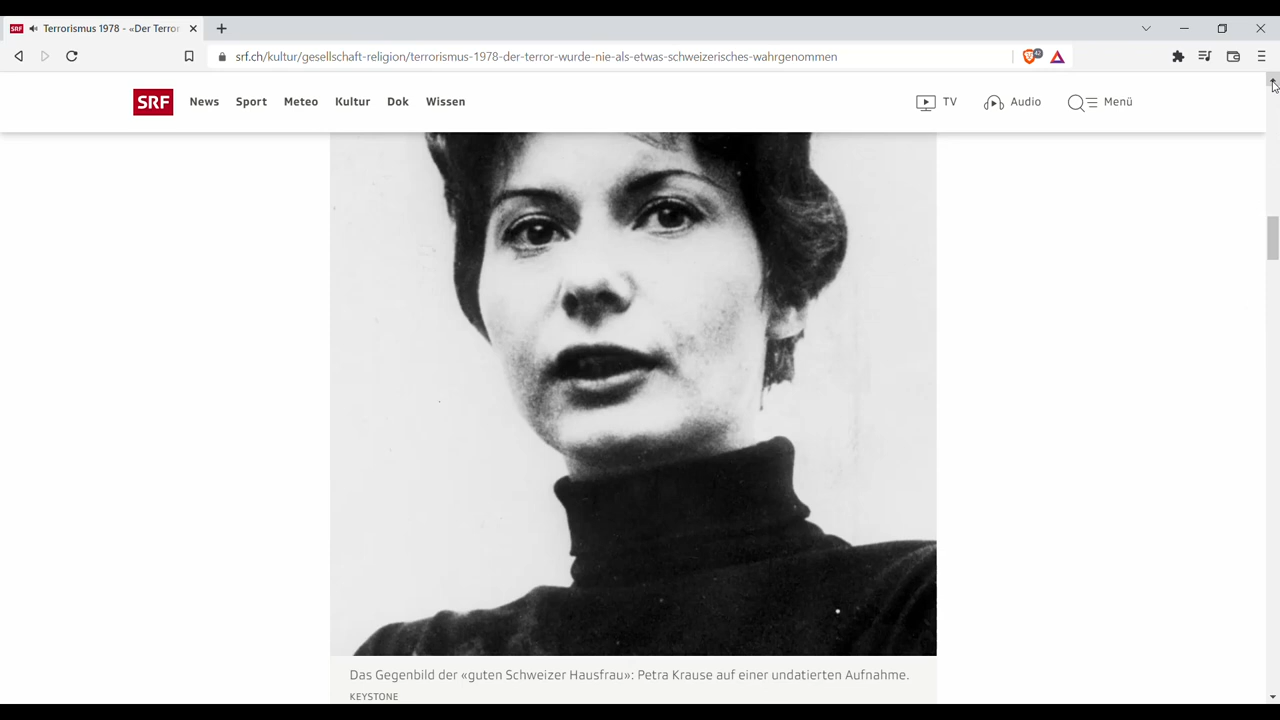 SRF Terrorismus 1978 - «Der Terror
srf.ch/kultur/gesellschaft-religion/terrorismus-1978-der-terror-wurde-nie-als-etwas-schweizerisches-wahrgenommen
42
SRF News Sport Meteo Kultur Dok Wissen TV Audio Menü
Das Gegenbild der «guten Schweizer Hausfrau»: Petra Krause auf einer undatierten Aufnahme.
KEYSTONE